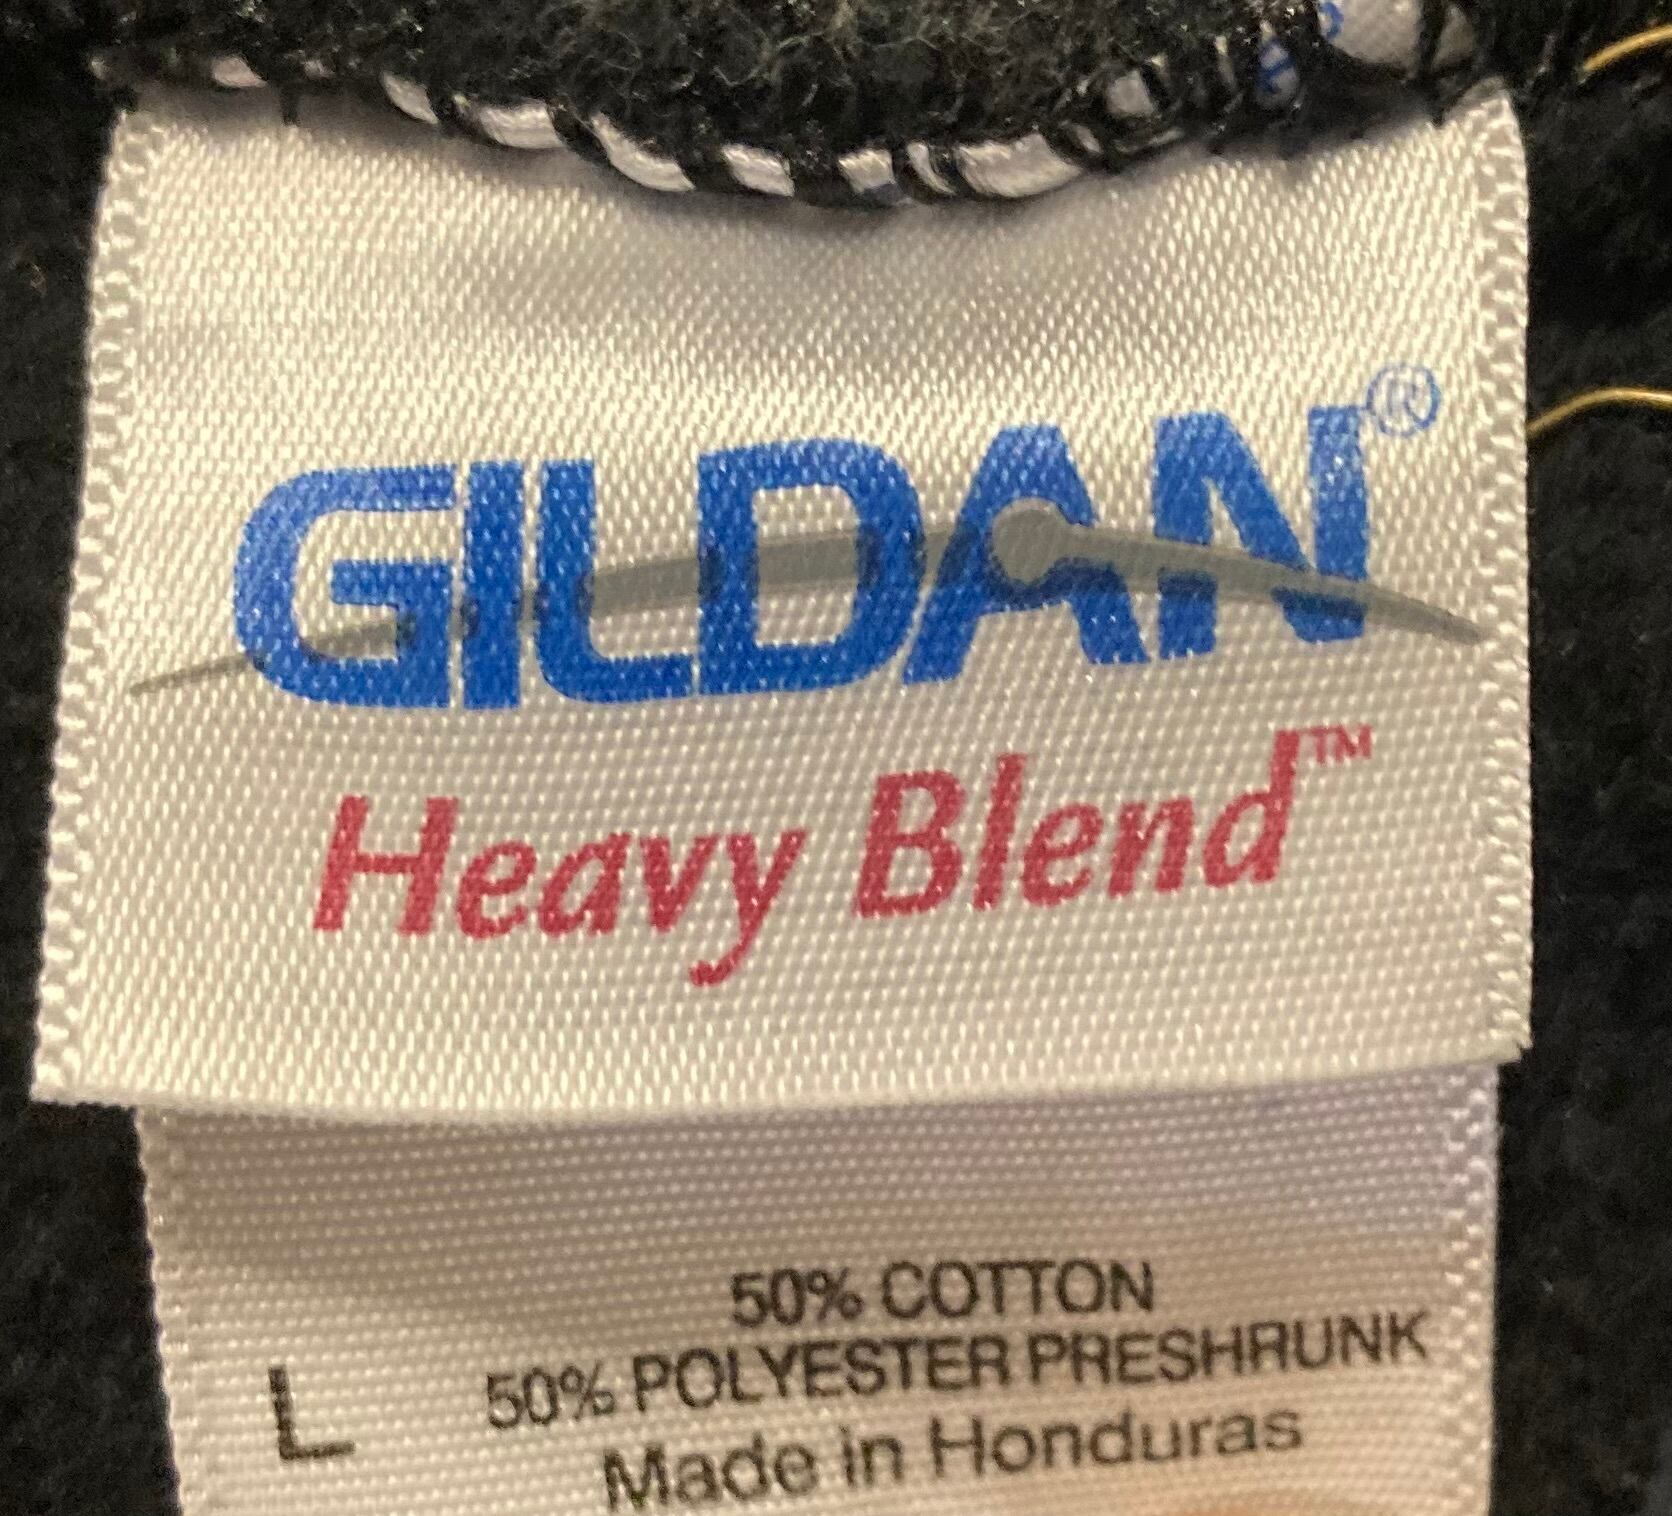 GILDAN®
Heavy Blend™
50% COTTON
L 50% POLYESTER PRESHRUNK
Made in Honduras